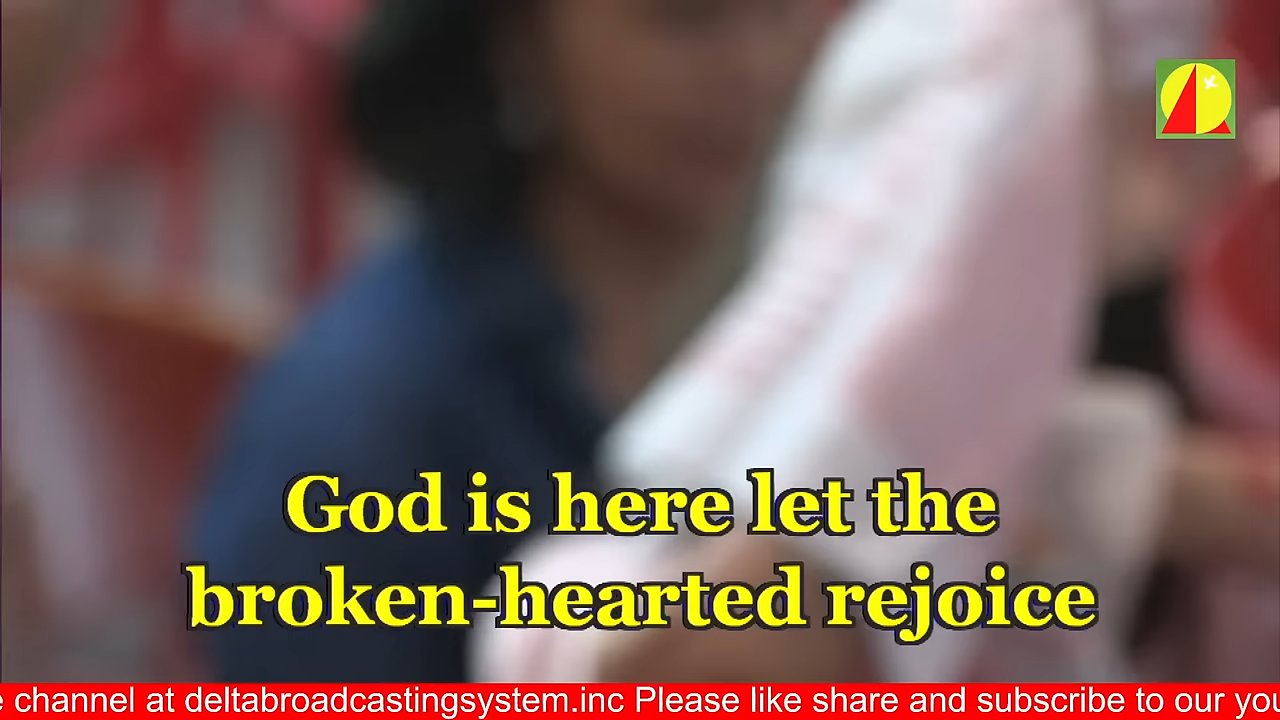 God is here let the
broken-hearted rejoice
channel at deltabroadcastingsystem.inc Please like share and subscribe to our